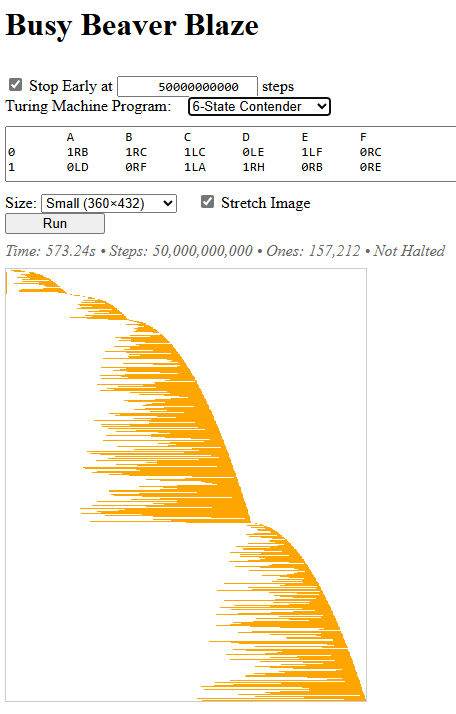 Busy Beaver Blaze
Stop Early at 50000000000 steps
Turing Machine Program: 6-State Contender
A B C D E F
0 1RB 1RC 1LC 0LE 1LF 0RC
1 0LD 0RF 1LA 1RH 0RB 0RE
Size: Small (360×432) Stretch Image
Run
Time: 573.24s • Steps: 50,000,000,000 • Ones: 157,212 • Not Halted